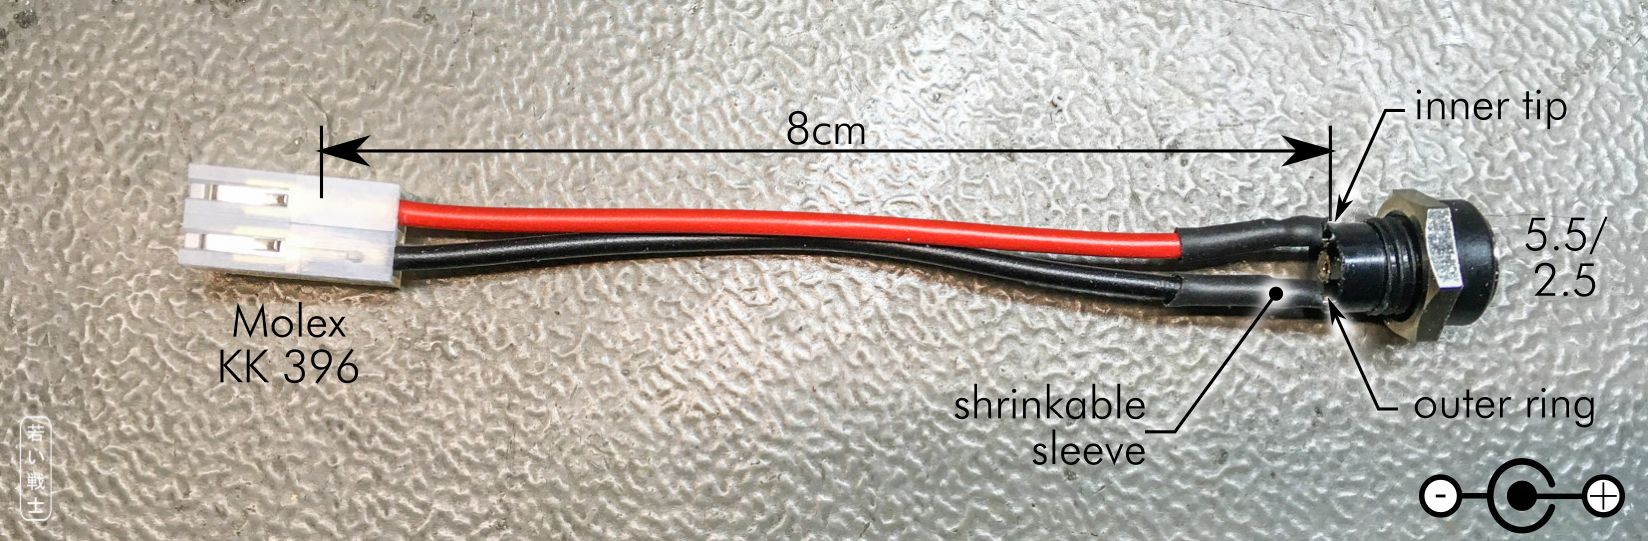 8cm
inner tip
5.5/
2.5
Molex
KK 396
shrinkable
sleeve
outer ring
若い戦士
- +